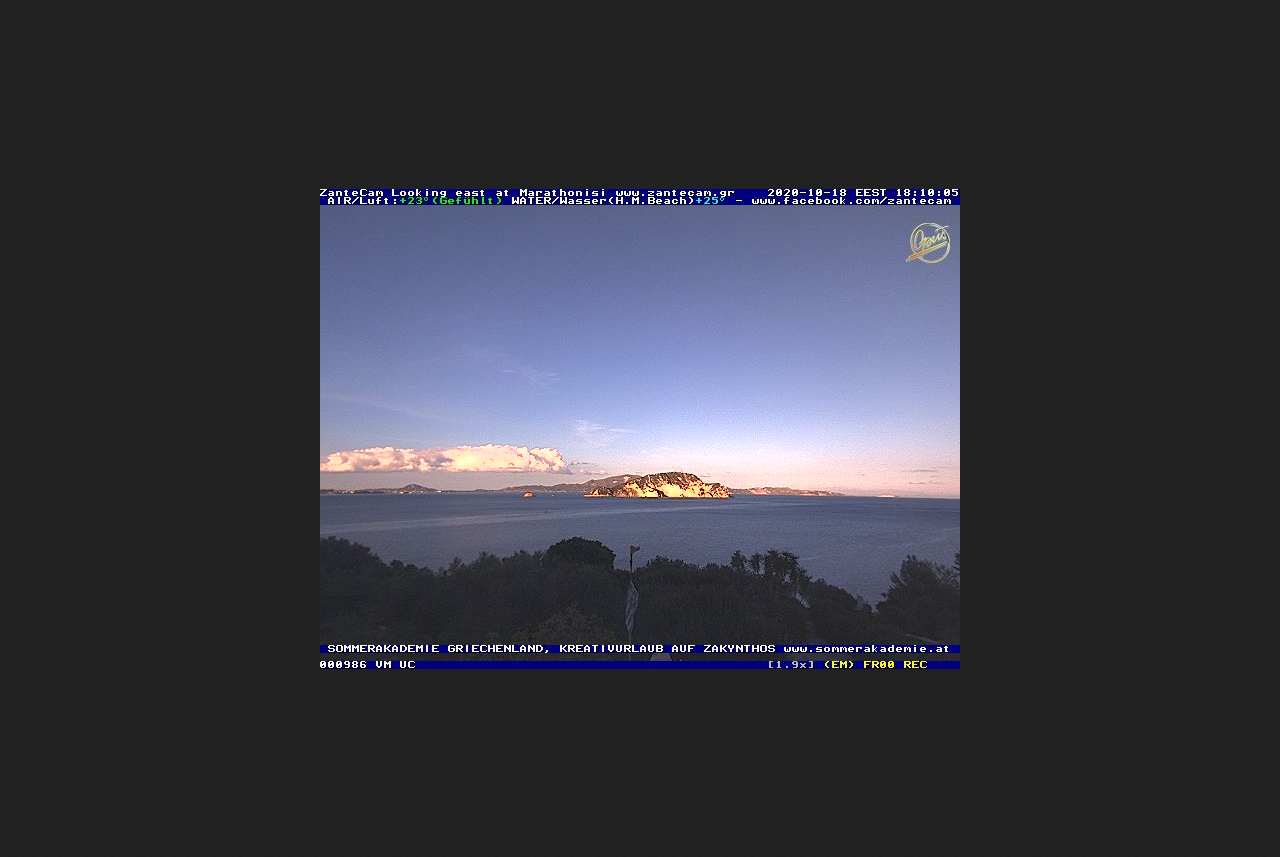 ZanteCam Looking east at Marathonisi www.zantecam.gr 2020-10-18 EEST 18:10:05
AIR/Luft:+23°(Gefühlt) WATER/Wasser(H.M.Beach)+25° - www.facebook.com/zantecam
Opus
SOMMERAKADEMIE GRIECHENLAND, KREATIVURLAUB AUF ZAKYNTHOS www.sommerakademie.at
000986 VM UC [1.9x] (EM) FR00 REC